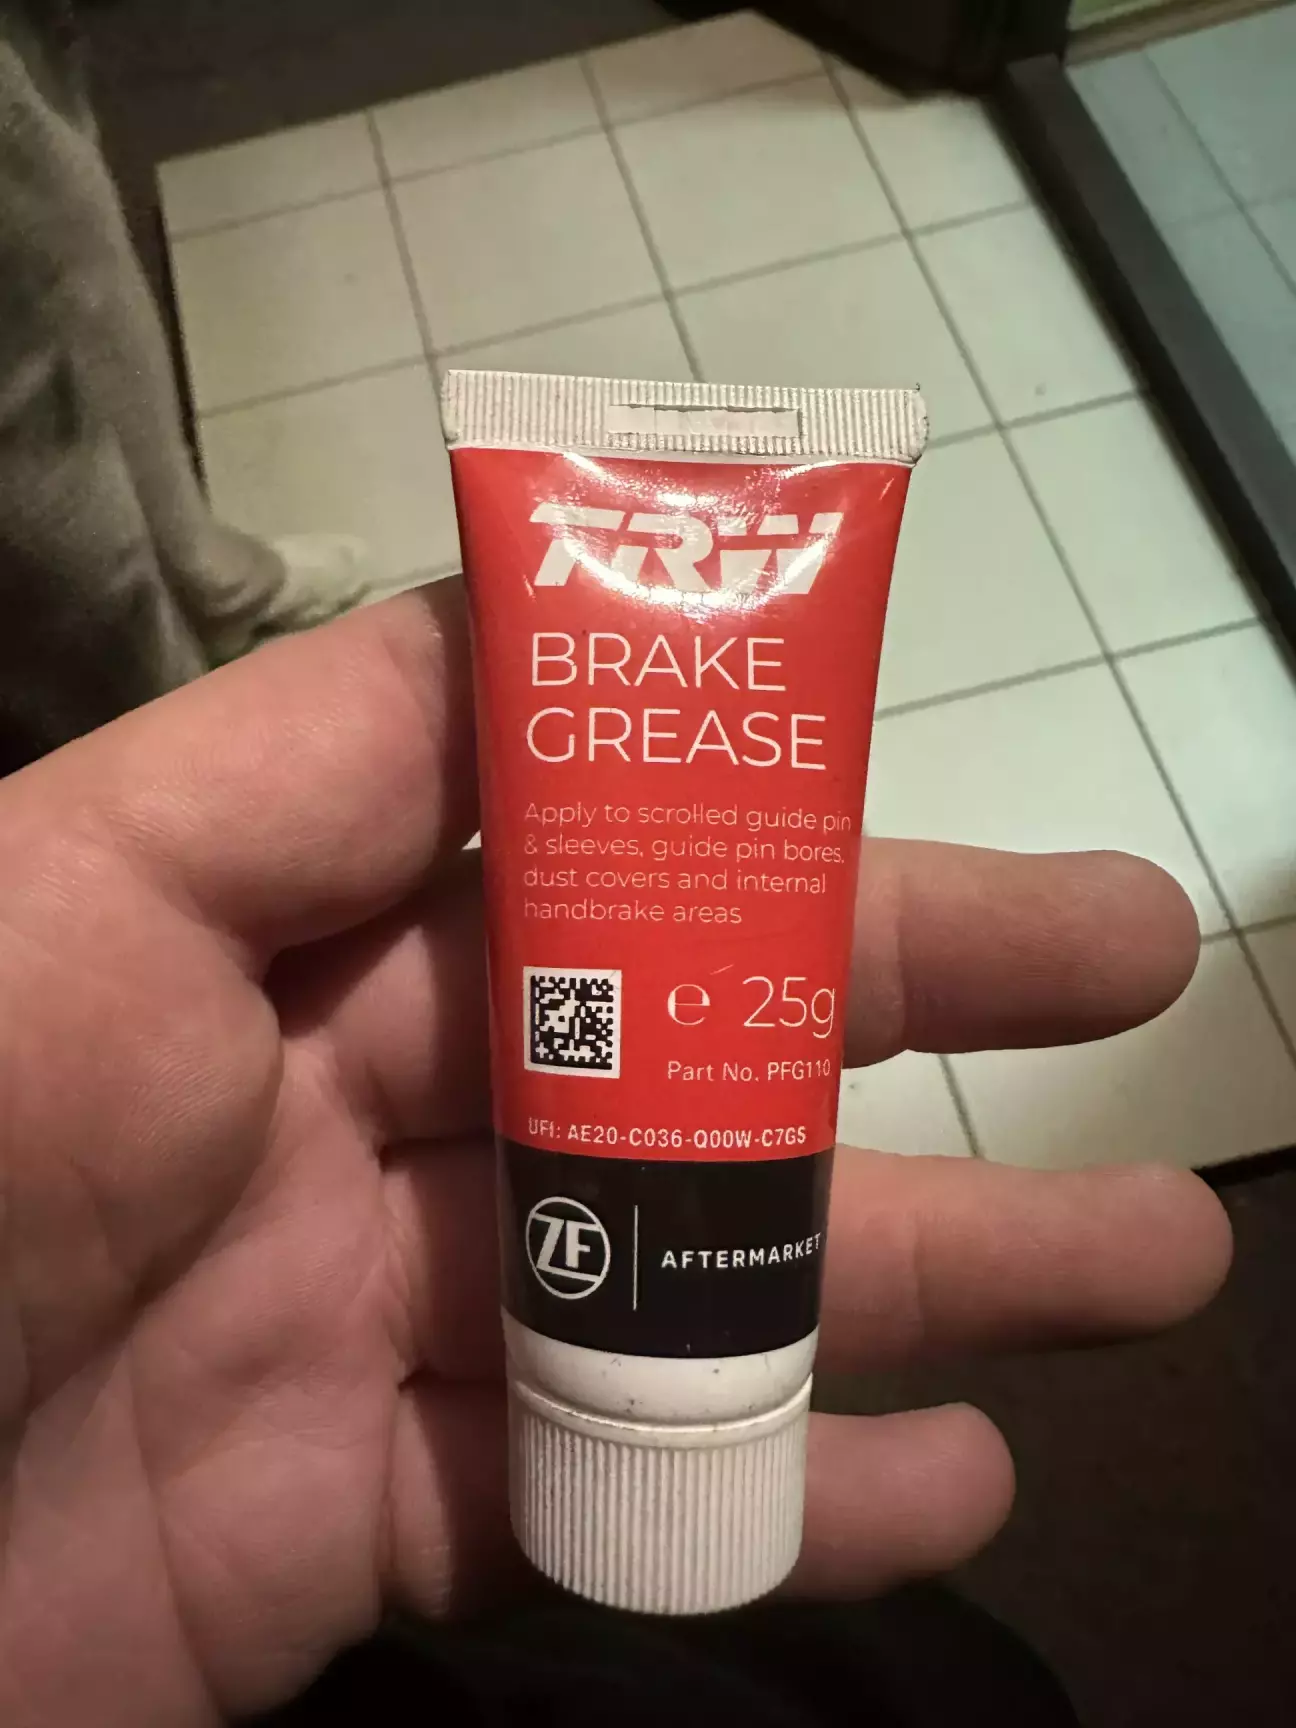 TRW
BRAKE
GREASE
Apply to scrolled guide pin
& sleeves, guide pin bores,
dust covers and internal
handbrake areas
e 25g
Part No. PFG110
UFI: AE20-C036-Q00W-C7GS
ZF
AFTERMARKET